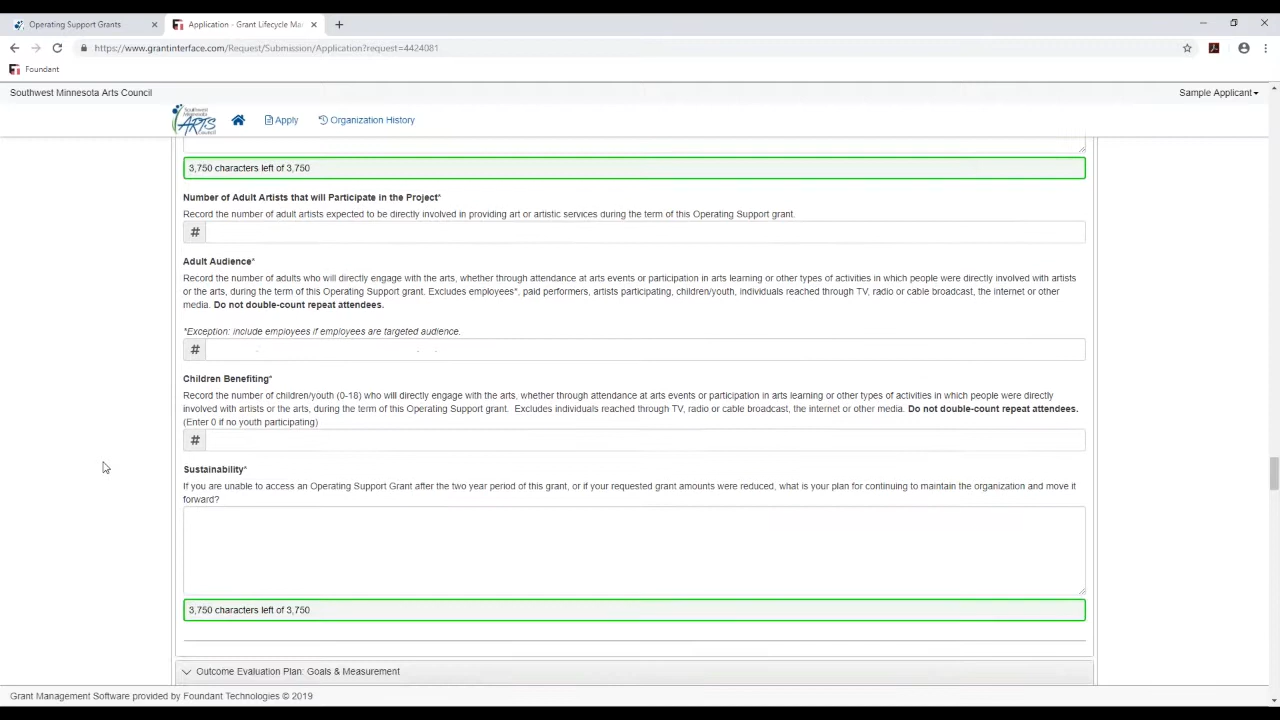 Operating Support Grants
Application - Grant Lifecycle Ma
https://www.grantinterface.com/Request/Submission/Application?request=4424081
Foundant
Southwest Minnesota Arts Council
Sample Applicant
Southwest
Minnesota
ARTS
Council
Apply
Organization History
3,750 characters left of 3,750
Number of Adult Artists that will Participate in the Project*
Record the number of adult artists expected to be directly involved in providing art or artistic services during the term of this Operating Support grant.
#
Adult Audience*
Record the number of adults who will directly engage with the arts, whether through attendance at arts events or participation in arts learning or other types of activities in which people were directly involved with artists
or the arts, during the term of this Operating Support grant. Excludes employees*, paid performers, artists participating, children/youth, individuals reached through TV, radio or cable broadcast, the internet or other
media. Do not double-count repeat attendees.
*Exception: include employees if employees are targeted audience.
#
Children Benefiting*
Record the number of children/youth (0-18) who will directly engage with the arts, whether through attendance at arts events or participation in arts learning or other types of activities in which people were directly
involved with artists or the arts, during the term of this Operating Support grant. Excludes individuals reached through TV, radio or cable broadcast, the internet or other media. Do not double-count repeat attendees.
(Enter 0 if no youth participating)
#
Sustainability*
If you are unable to access an Operating Support Grant after the two year period of this grant, or if your requested grant amounts were reduced, what is your plan for continuing to maintain the organization and move it
forward?
3,750 characters left of 3,750
Outcome Evaluation Plan: Goals & Measurement
Grant Management Software provided by Foundant Technologies © 2019